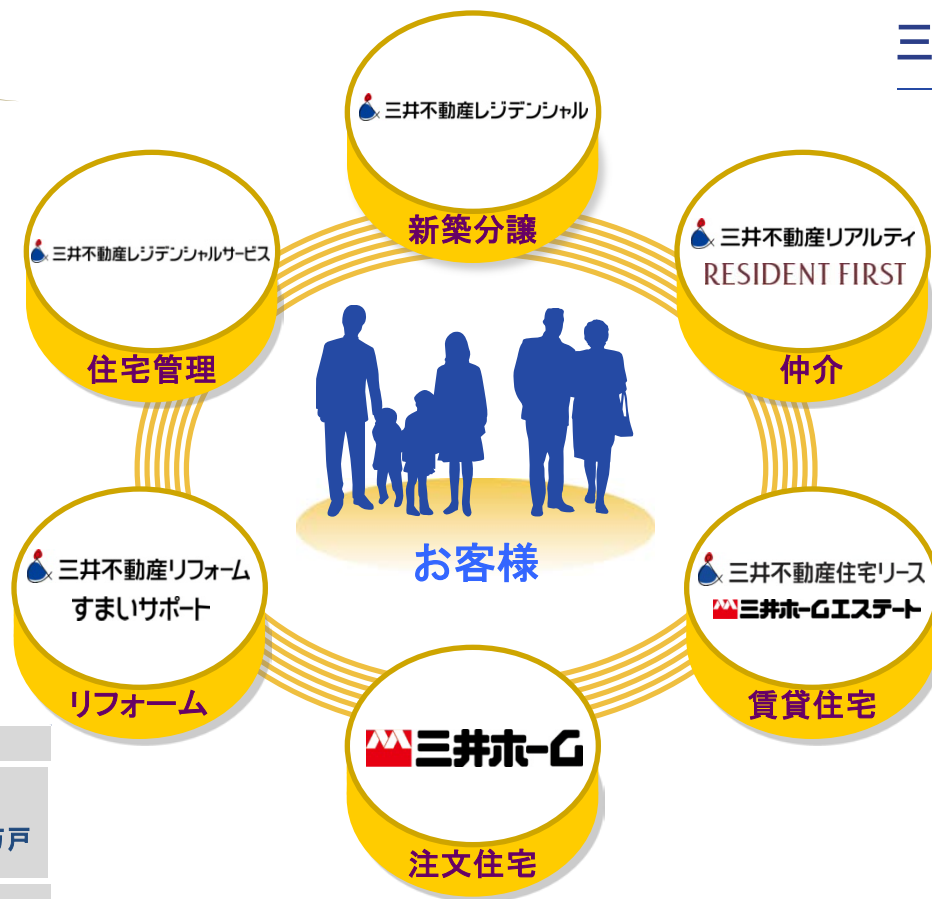 三
三井不動産レジデンシャル
新築分譲
三井不動産レジデンシャルサービス
住宅管理
三井不動産リアルティ
RESIDENT FIRST
仲介
お客様
三井不動産リフォーム
すまいサポート
リフォーム
三井不動産住宅リース
三井ホームエステート
賃貸住宅
三井ホーム
注文住宅
万戸